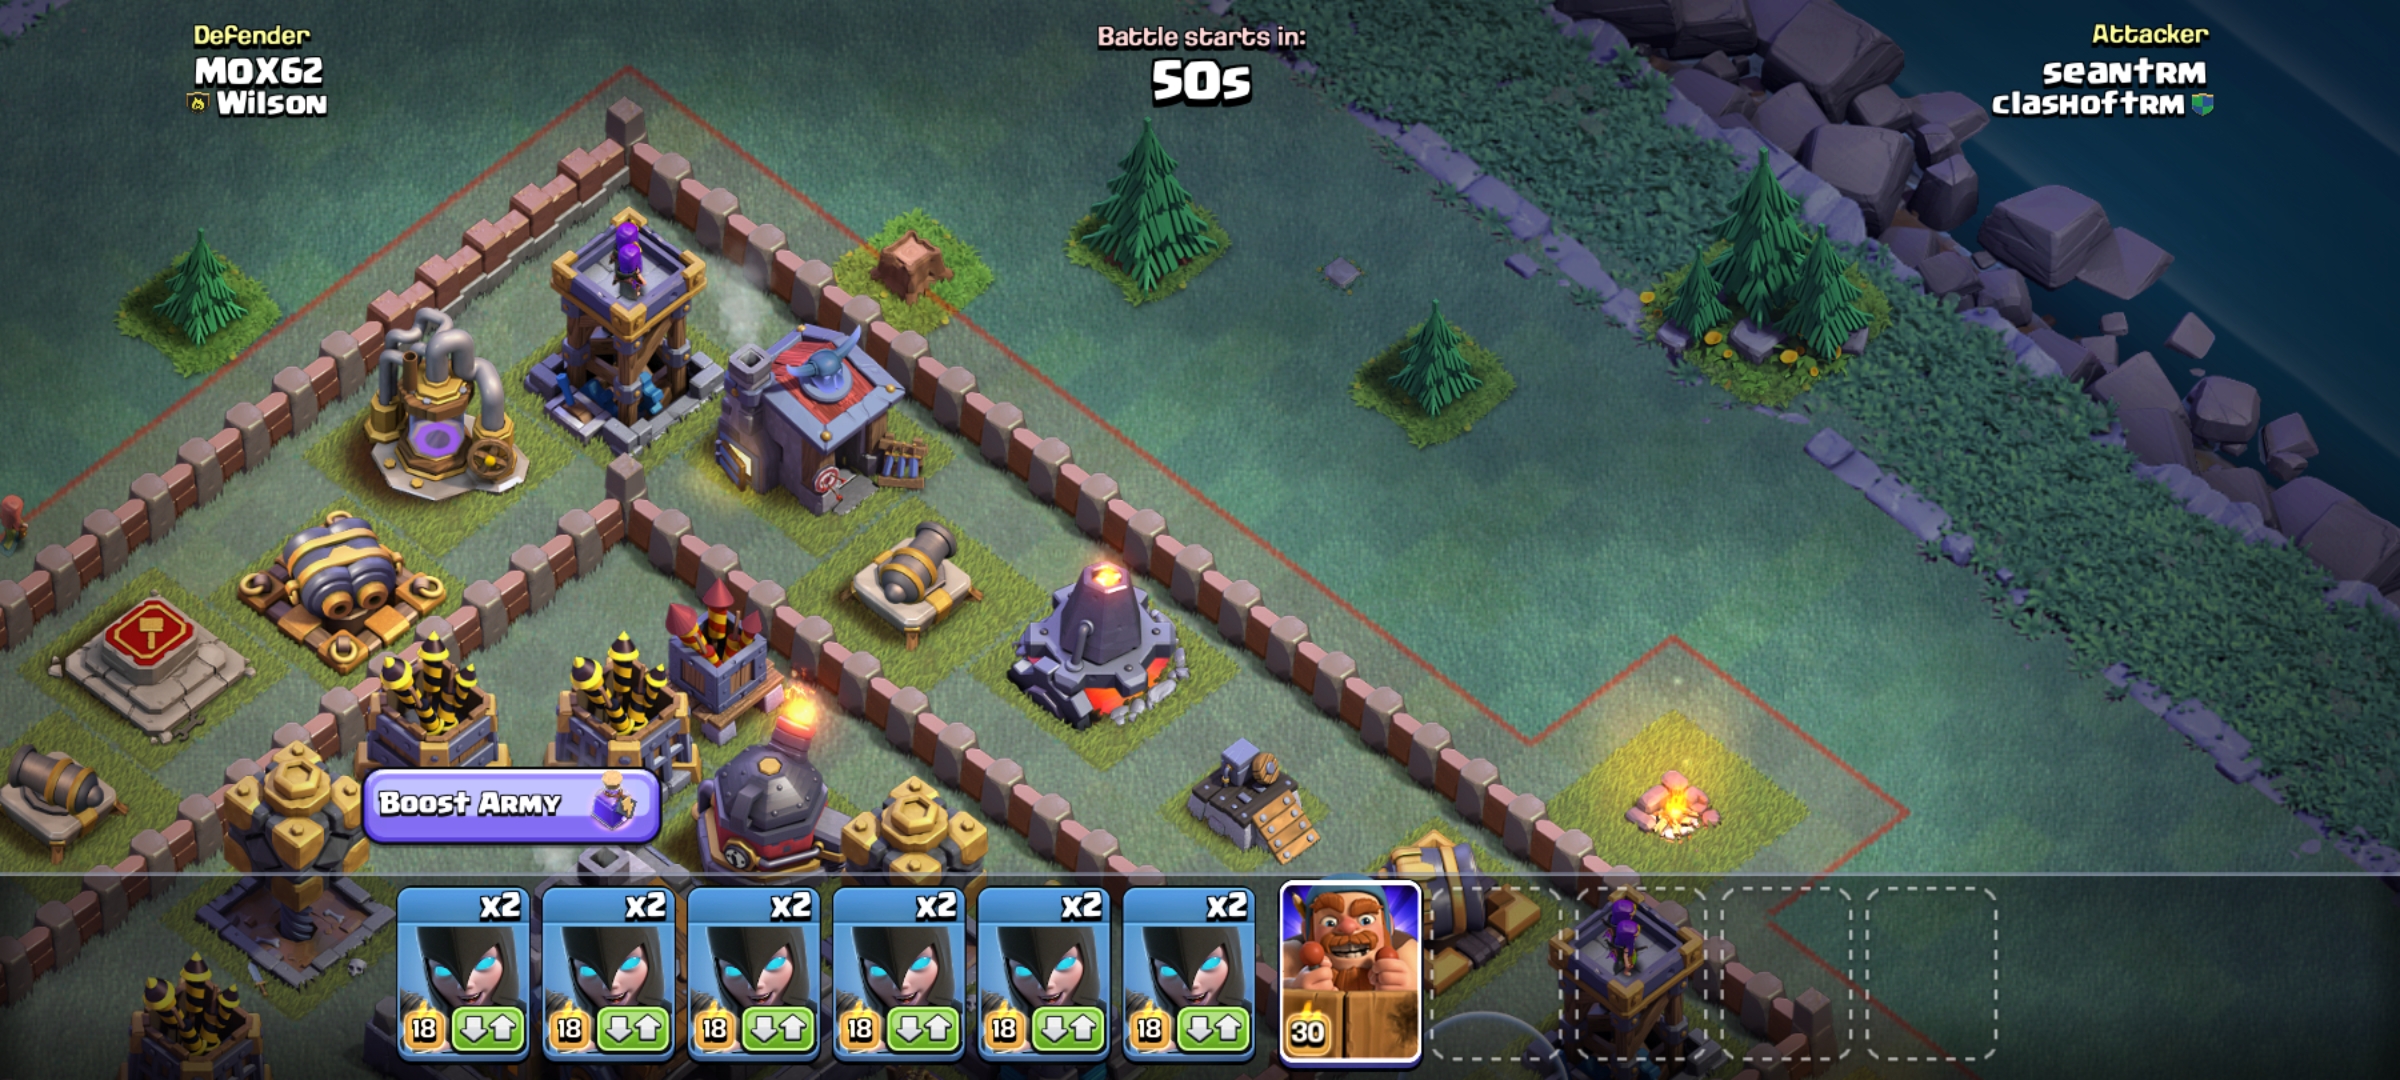 Defender
MOX62
Wilson
Battle starts in:
50s
Attacker
seantRM
clashoftRM
Boost Army
x2
x2
x2
x2
x2
x2
18
18
18
18
18
18
30